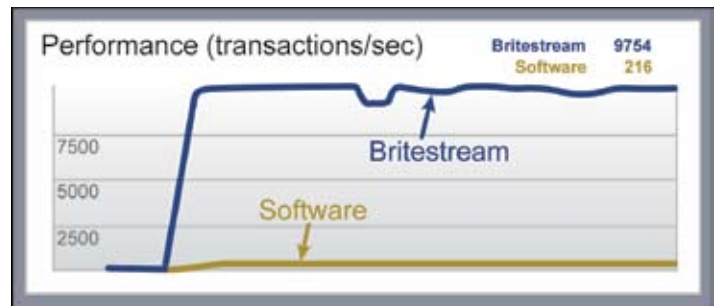 Performance (transactions/sec)
Britestream 9754
Software 216
7500
Britestream
5000
Software
2500